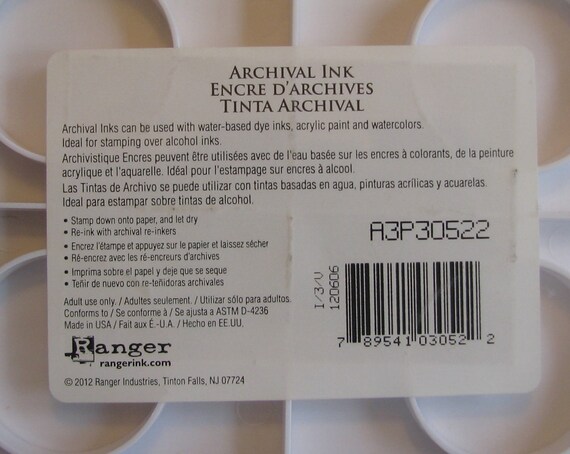 ARCHIVAL INK
ENCRE D'ARCHIVES
TINTA ARCHIVAL
Archival Inks can be used with water-based dye inks, acrylic paint and watercolors.
Ideal for stamping over alcohol inks.
Archivistique Encres peuvent être utilisées avec de l'eau basée sur les encres à colorants, de la peinture
acrylique et l'aquarelle. Idéal pour l'estampage sur encres à alcool.
Las Tintas de Archivo se puede utilizar con tintas basadas en agua, pinturas acrílicas y acuarelas.
Ideal para estampar sobre tintas de alcohol.
• Stamp down onto paper, and let dry
• Re-ink with archival re-inkers
• Encrez l'étampe et appuyez sur le papier et laissez sécher
• Ré-encrez avec les ré-encreurs d'archives
• Imprima sobre el papel y deje que se seque
• Teñir de nuevo con re-teñidoras archivales
Adult use only. / Adultes seulement. / Utilizar sólo para adultos.
Conforms to / Se conforme à / Se ajusta a ASTM D-4236
Made in USA / Fait aux É.-U.A. / Hecho en EE.UU.
Ranger
rangerink.com
© 2012 Ranger Industries, Tinton Falls, NJ 07724
A3P30522
I/3/V
120606
7 89541 03052 2